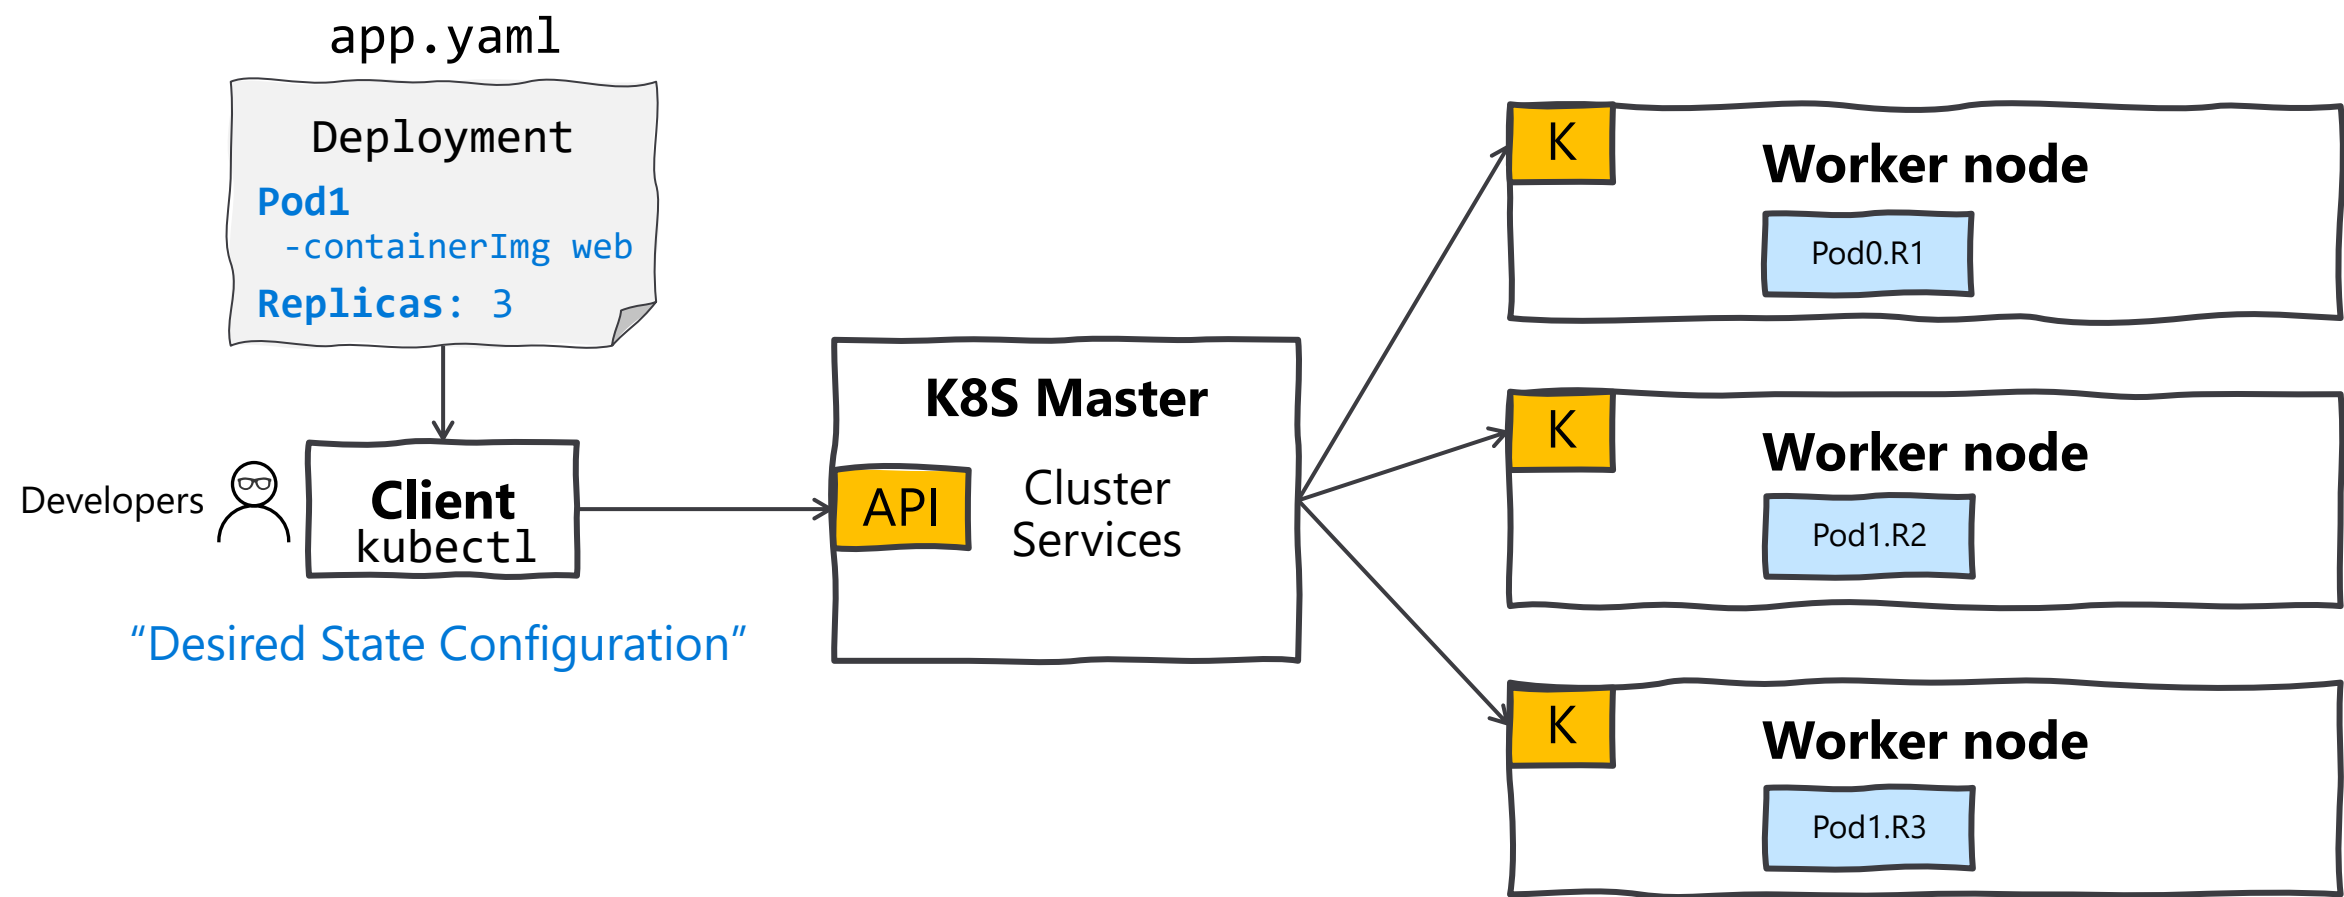 app.yaml
Deployment
Pod1
-containerImg web
Replicas: 3
Developers
Client
kubectl
“Desired State Configuration”
K8S Master
API
Cluster
Services
K
Worker node
Pod0.R1
K
Worker node
Pod1.R2
K
Worker node
Pod1.R3